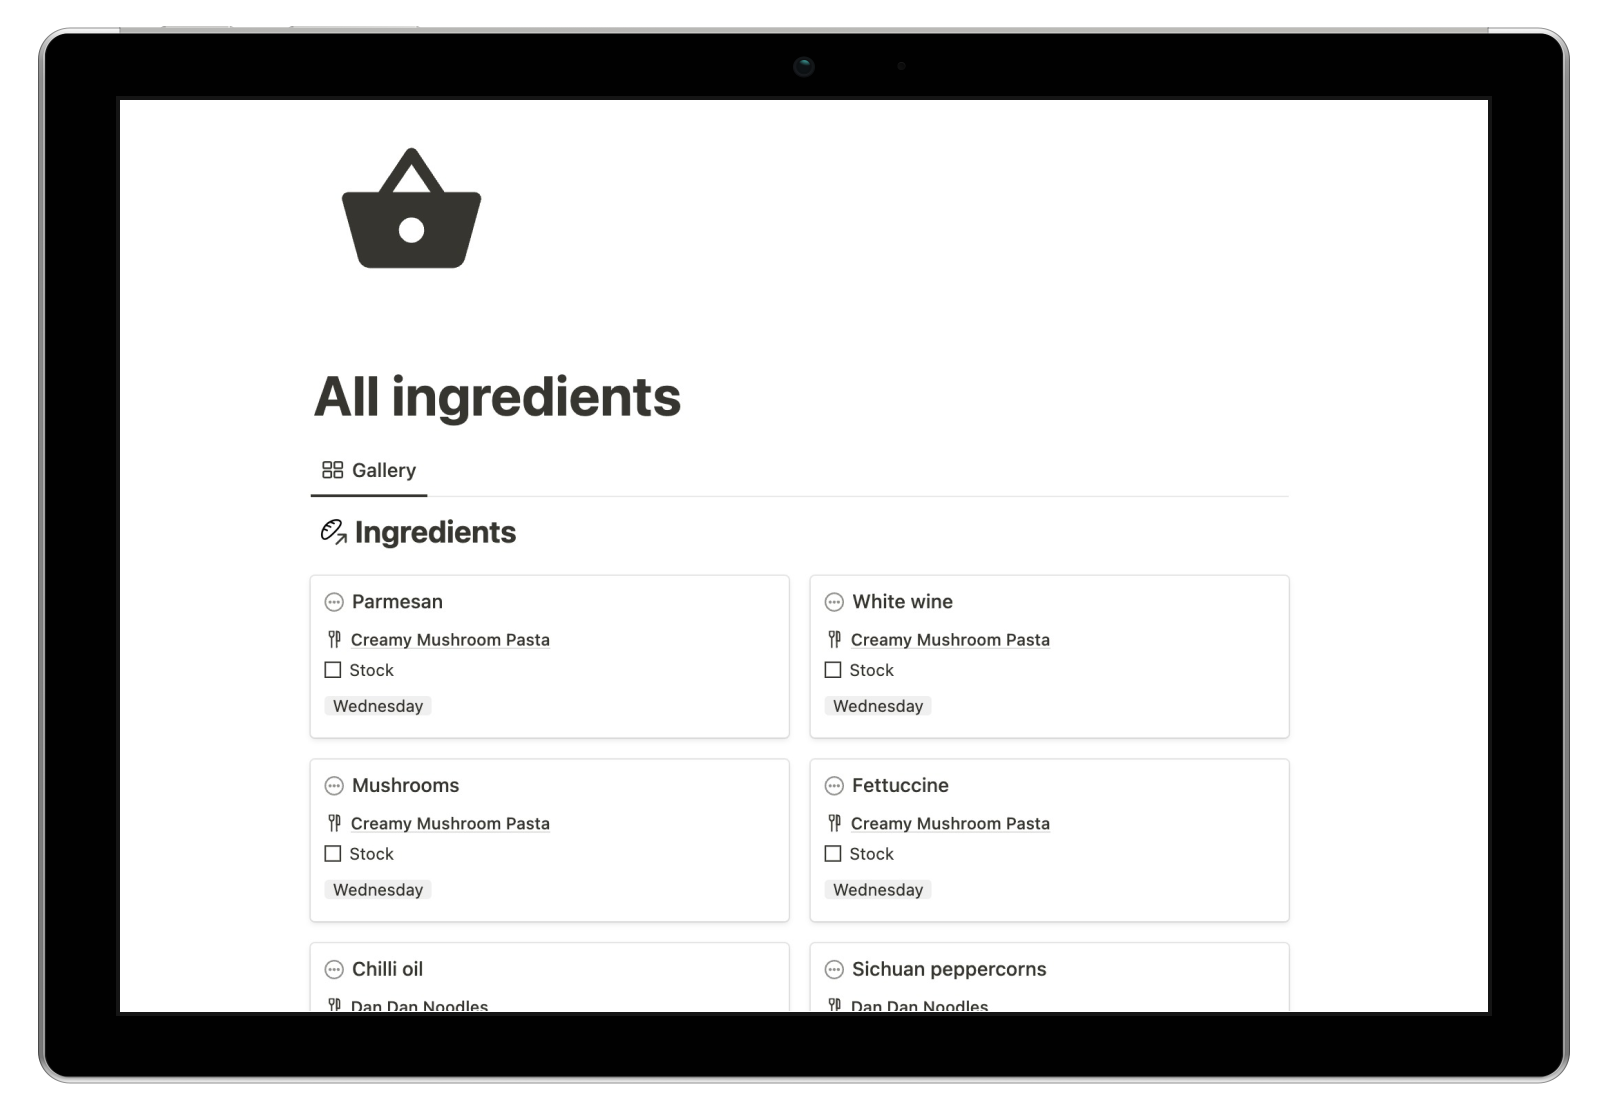 All ingredients
Gallery
Ingredients
Parmesan
Creamy Mushroom Pasta
Stock
Wednesday
White wine
Creamy Mushroom Pasta
Stock
Wednesday
Mushrooms
Creamy Mushroom Pasta
Stock
Wednesday
Fettuccine
Creamy Mushroom Pasta
Stock
Wednesday
Chilli oil
Dan Dan Noodles
Sichuan peppercorns
Dan Dan Noodles